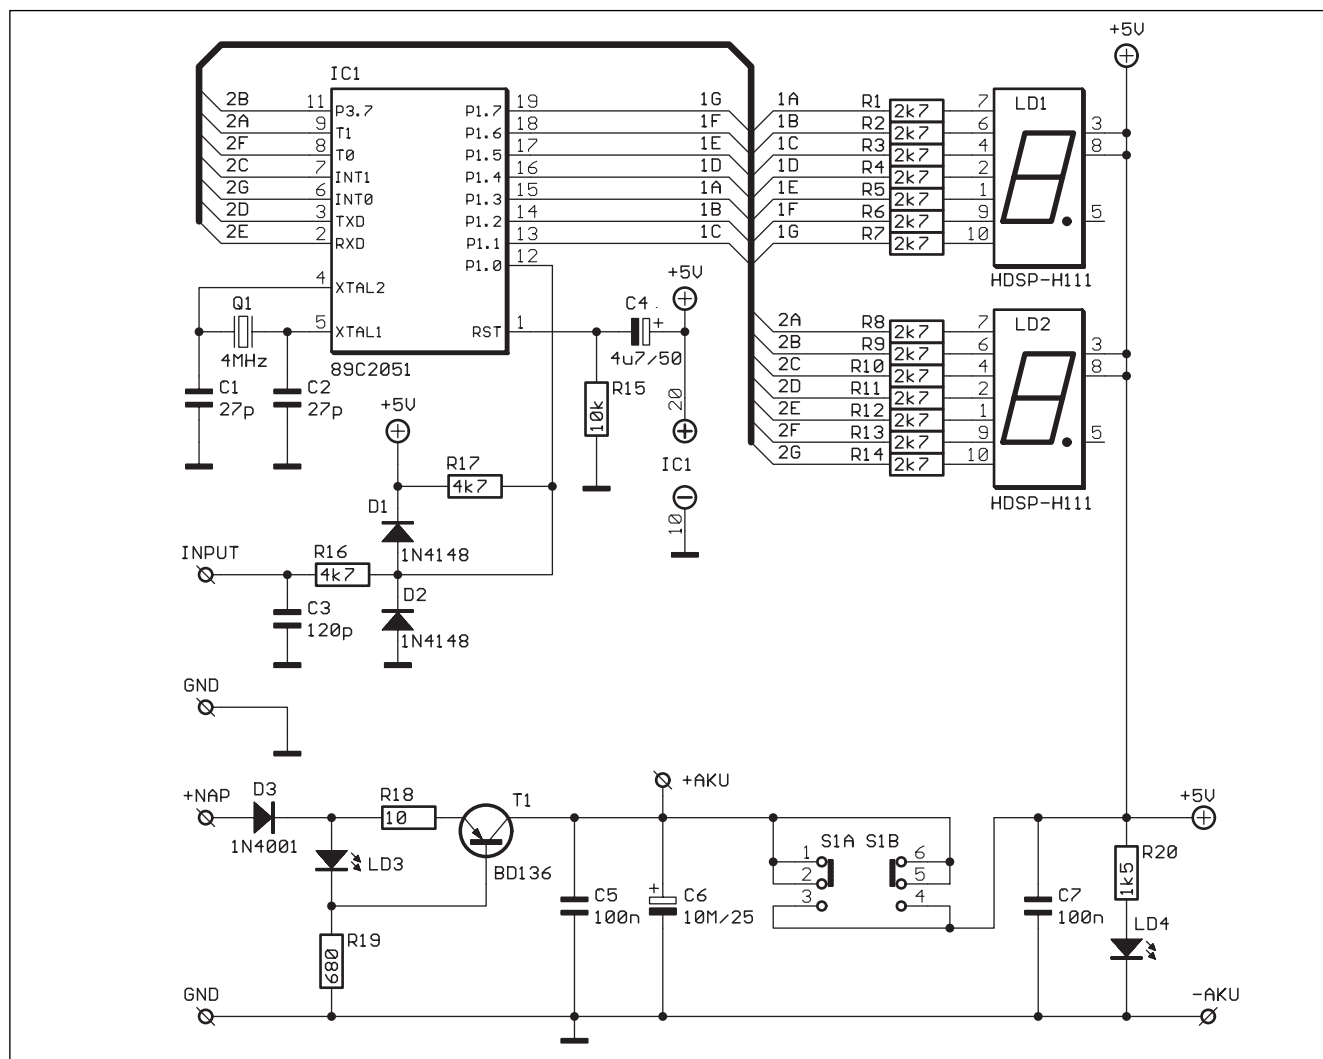 +5V
IC1
2B 11 P3.7 P1.7 19 1G 1A R1 2k7 7 LD1
2A 9 T1 P1.6 18 1F 1B R2 2k7 6 3
2F 8 T0 P1.5 17 1E 1C R3 2k7 4 8
2C 7 INT1 P1.4 16 1D 1D R4 2k7 2
2G 6 INT0 P1.3 15 1A 1E R5 2k7 1
2D 3 TXD P1.2 14 1B 1F R6 2k7 9 5
2E 2 RXD P1.1 13 1C 1G R7 2k7 10
P1.0 12
4 XTAL2
+5V
HDSP-H111
Q1
4MHz
5 XTAL1
RST 1
C4
+
4u7/50
89C2051
2A R8 2k7 7 LD2
2B R9 2k7 6 3
2C R10 2k7 4 8
2D R11 2k7 2
2E R12 2k7 1
2F R13 2k7 9 5
2G R14 2k7 10
HDSP-H111
C1
27p
C2
27p
+5V
R15
10k
20
IC1
10
R17
4k7
D1
1N4148
INPUT
R16
4k7
D2
1N4148
C3
120p
GND
+NAP
D3
1N4001
R18
10
T1
BD136
+AKU
+5V
LD3
S1A S1B
1 6
2 5
3 4
R20
1k5
C5
100n
+
C6
10M/25
C7
100n
R19
680
LD4
GND
-AKU